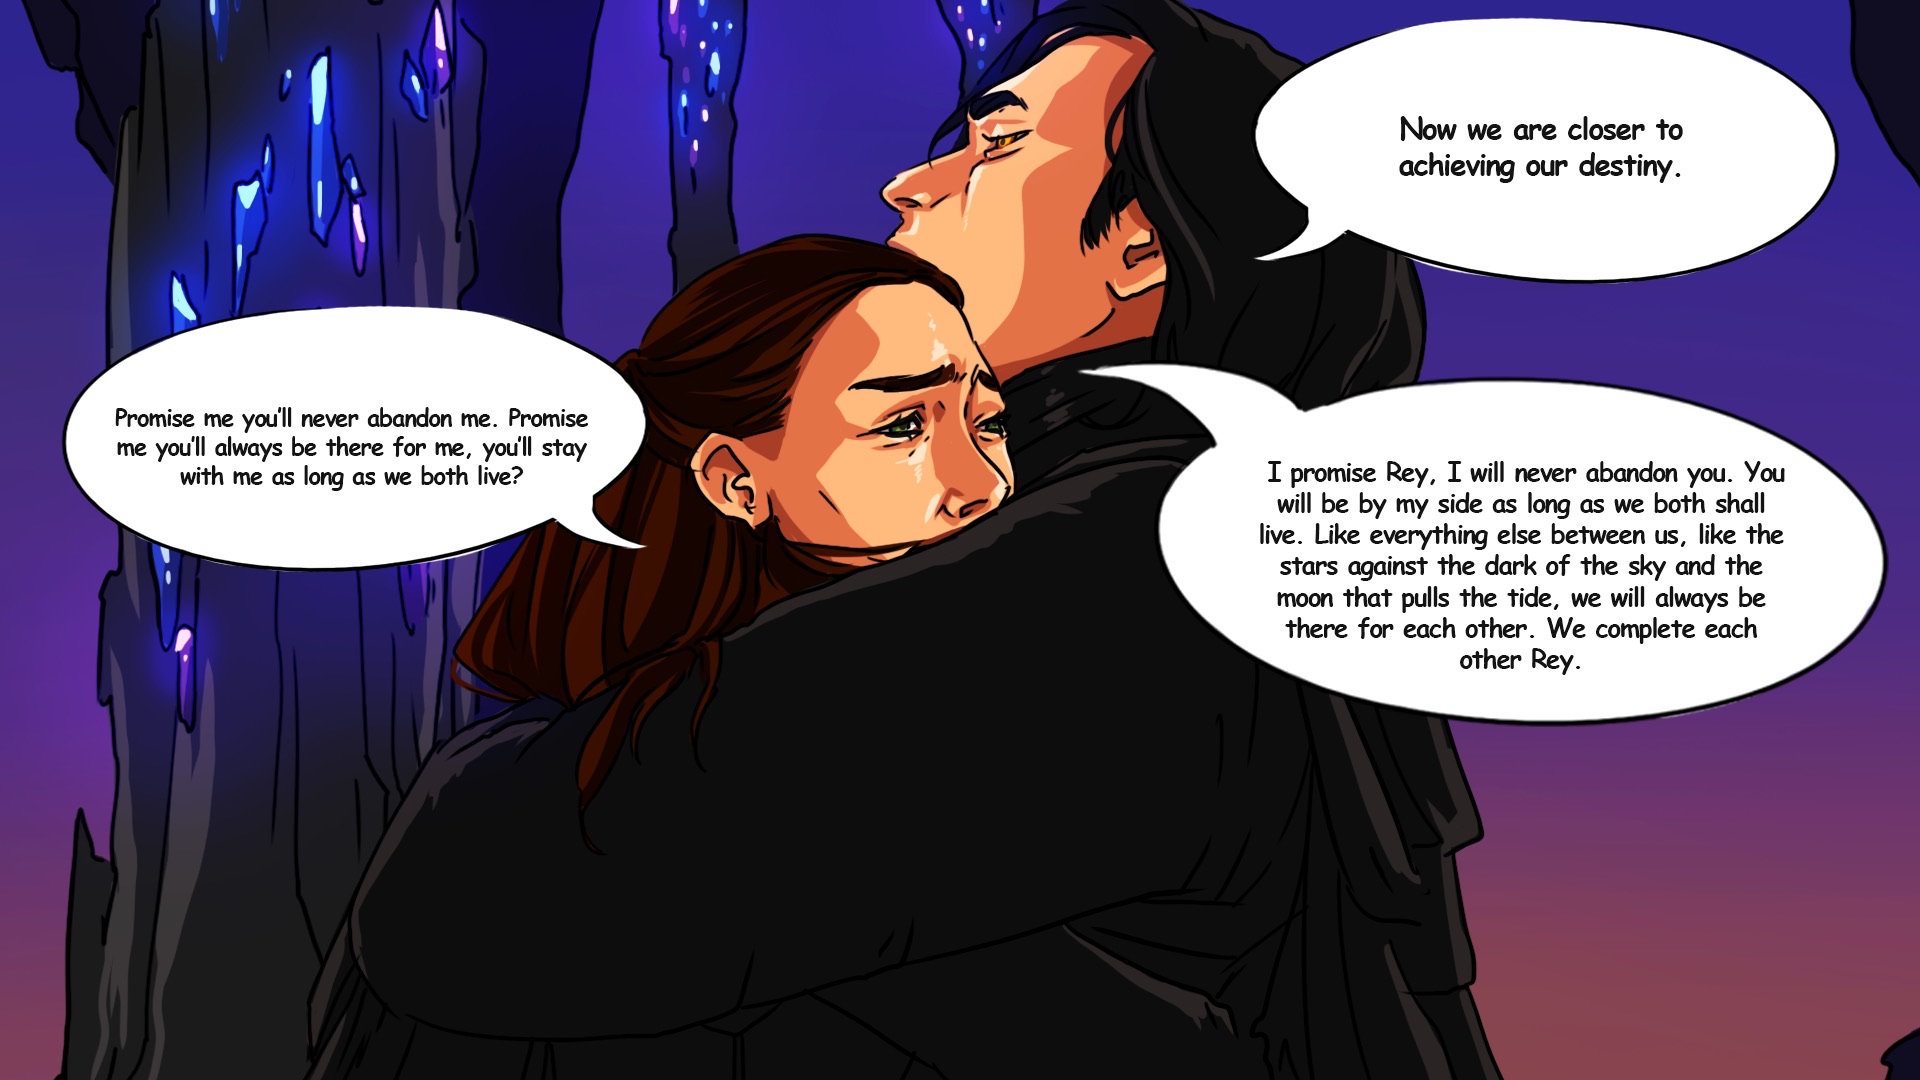 Now we are closer to
achieving our destiny.
Promise me you'll never abandon me. Promise
me you'll always be there for me, you'll stay
with me as long as we both live?
I promise Rey, I will never abandon you. You
will be by my side as long as we both shall
live. Like everything else between us, like the
stars against the dark of the sky and the
moon that pulls the tide, we will always be
there for each other. We complete each
other Rey.